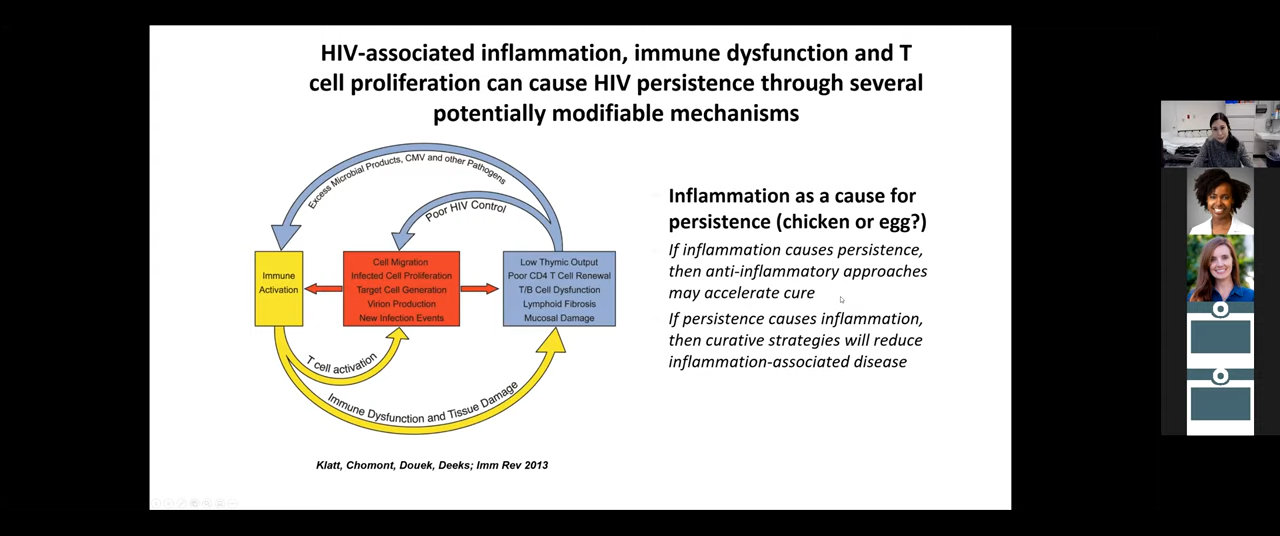 HIV-associated inflammation, immune dysfunction and T
cell proliferation can cause HIV persistence through several
potentially modifiable mechanisms
Excess Microbial Products, CMV and other Pathogens
Poor HIV Control
Immune
Activation
Cell Migration
Infected Cell Proliferation
Target Cell Generation
Virion Production
New Infection Events
Low Thymic Output
Poor CD4 T Cell Renewal
T/B Cell Dysfunction
Lymphoid Fibrosis
Mucosal Damage
T cell activation
Immune Dysfunction and Tissue Damage
Klatt, Chomont, Douek, Deeks; Imm Rev 2013
Inflammation as a cause for
persistence (chicken or egg?)
If inflammation causes persistence,
then anti-inflammatory approaches
may accelerate cure
If persistence causes inflammation,
then curative strategies will reduce
inflammation-associated disease